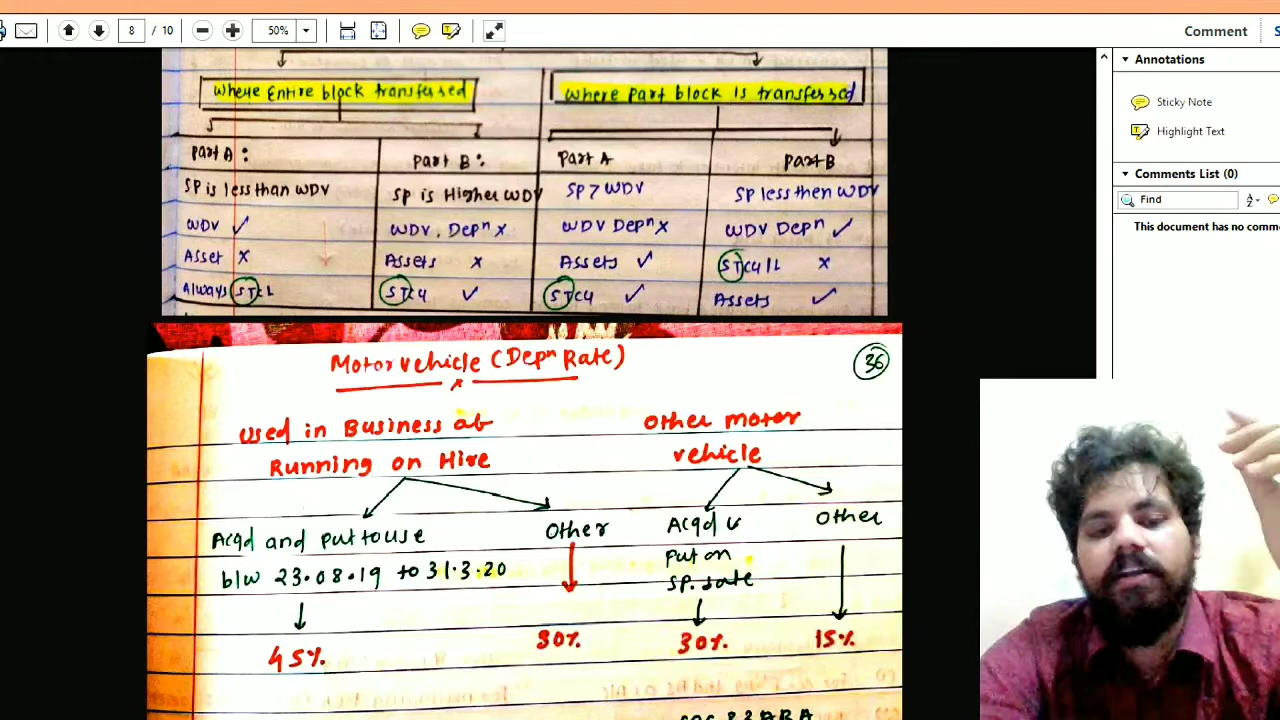 Comment
8 / 10
50%
Annotations
Sticky Note
Highlight Text
Comments List (0)
Find
This document has no comme
Where Entire block transferred
Where part block is transferred
Part A:
Part B:
Part A
Part B
SP is less than WDV
SP is Higher WDV
SP > WDV
SP less then WDV
WDV ✓
WDV, Depn x
WDV Depn x
WDV Depn ✓
Asset x
Assets x
Assets ✓
STCG/L x
Always STCL
STCG ✓
STCG ✓
Assets ✓
Motor vehicle (Depn Rate)
36
Used in Business of
Running on Hire
Other motor
vehicle
Acqd and put to use
b/w 23.08.19 to 31.3.20
Other
Acqd &
put on
sp. date
Other
45%
30%
30%
15%